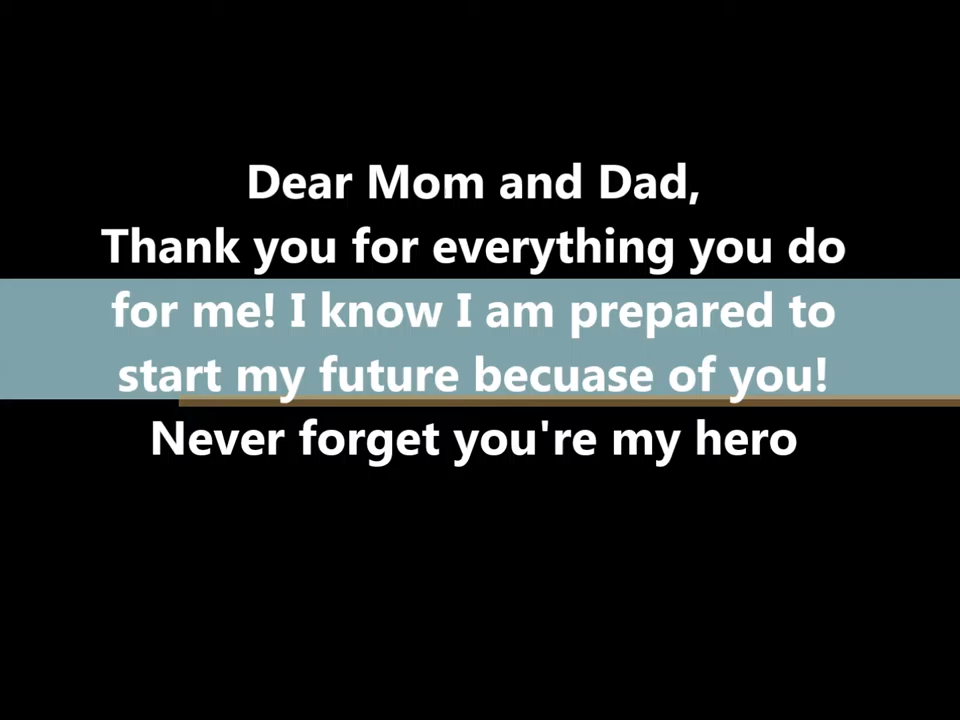 Dear Mom and Dad,
Thank you for everything you do
for me! I know I am prepared to
start my future becuase of you!
Never forget you're my hero